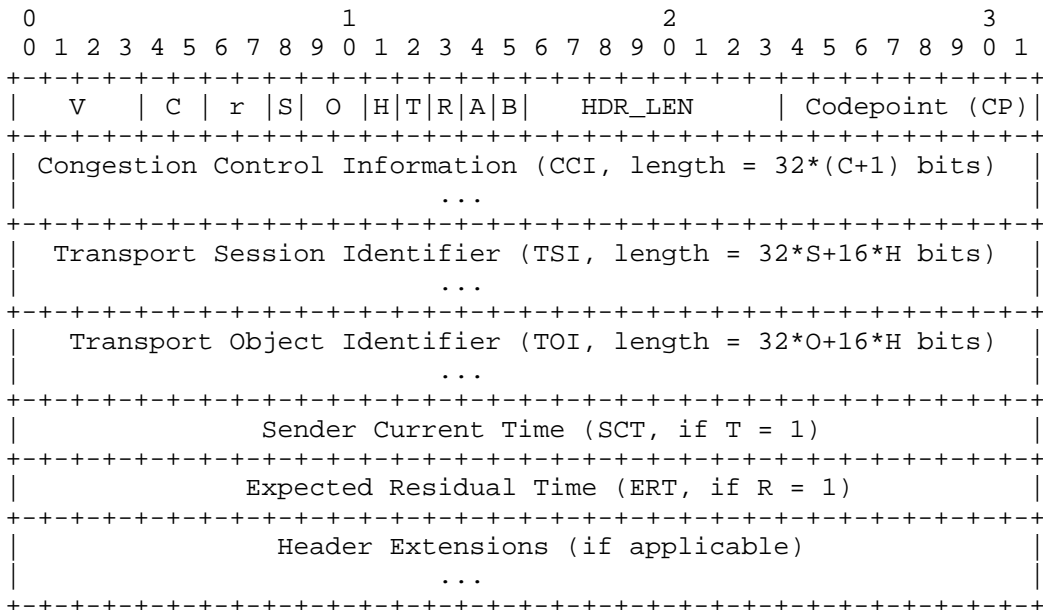 0                   1                   2                   3
 0 1 2 3 4 5 6 7 8 9 0 1 2 3 4 5 6 7 8 9 0 1 2 3 4 5 6 7 8 9 0 1
+-+-+-+-+-+-+-+-+-+-+-+-+-+-+-+-+-+-+-+-+-+-+-+-+-+-+-+-+-+-+-+-+
|   V   | C | r |S| O |H|T|R|A|B|   HDR_LEN     | Codepoint (CP)|
+-+-+-+-+-+-+-+-+-+-+-+-+-+-+-+-+-+-+-+-+-+-+-+-+-+-+-+-+-+-+-+-+
| Congestion Control Information (CCI, length = 32*(C+1) bits)  |
|                          ...                                  |
+-+-+-+-+-+-+-+-+-+-+-+-+-+-+-+-+-+-+-+-+-+-+-+-+-+-+-+-+-+-+-+-+
|  Transport Session Identifier (TSI, length = 32*S+16*H bits)  |
|                          ...                                  |
+-+-+-+-+-+-+-+-+-+-+-+-+-+-+-+-+-+-+-+-+-+-+-+-+-+-+-+-+-+-+-+-+
|   Transport Object Identifier (TOI, length = 32*O+16*H bits)  |
|                          ...                                  |
+-+-+-+-+-+-+-+-+-+-+-+-+-+-+-+-+-+-+-+-+-+-+-+-+-+-+-+-+-+-+-+-+
|               Sender Current Time (SCT, if T = 1)             |
+-+-+-+-+-+-+-+-+-+-+-+-+-+-+-+-+-+-+-+-+-+-+-+-+-+-+-+-+-+-+-+-+
|              Expected Residual Time (ERT, if R = 1)           |
+-+-+-+-+-+-+-+-+-+-+-+-+-+-+-+-+-+-+-+-+-+-+-+-+-+-+-+-+-+-+-+-+
|                Header Extensions (if applicable)              |
|                          ...                                  |
+-+-+-+-+-+-+-+-+-+-+-+-+-+-+-+-+-+-+-+-+-+-+-+-+-+-+-+-+-+-+-+-+